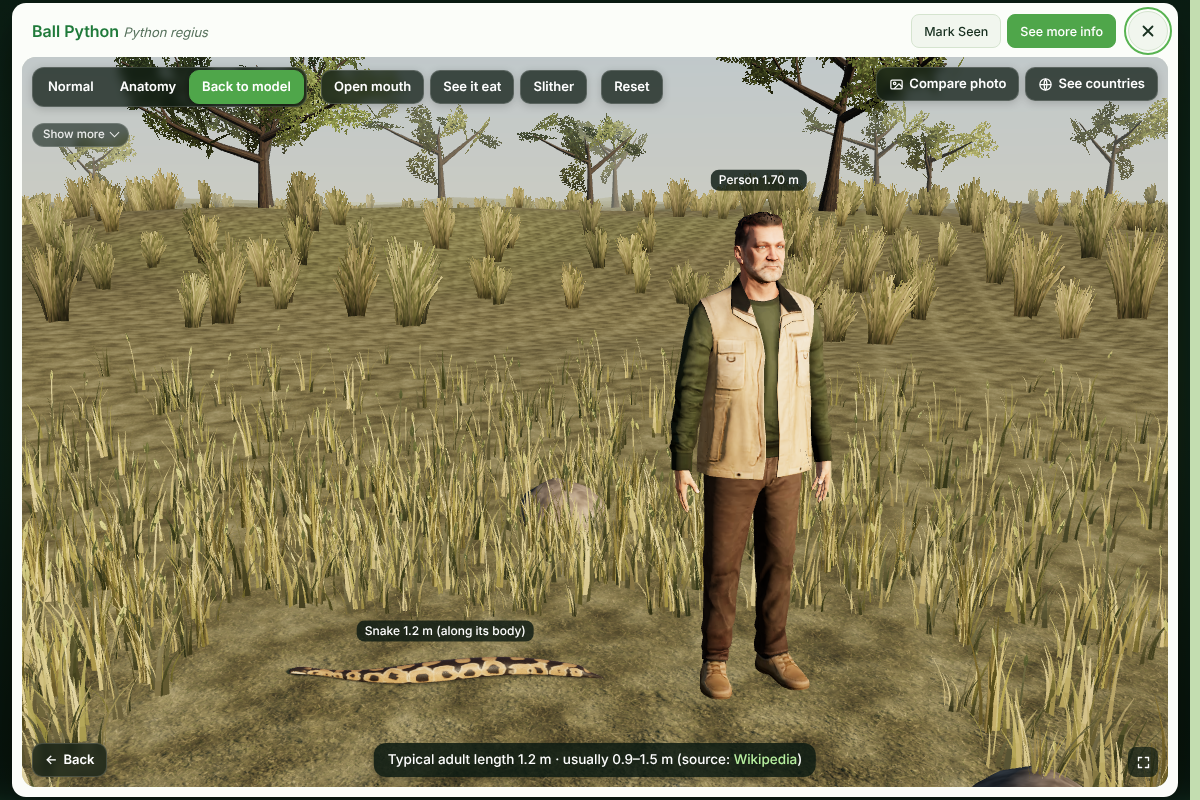 Ball Python Python regius
Mark Seen
See more info
Normal
Anatomy
Back to model
Open mouth
See it eat
Slither
Reset
Compare photo
See countries
Show more
Person 1.70 m
Snake 1.2 m (along its body)
Back
Typical adult length 1.2 m · usually 0.9–1.5 m (source: Wikipedia)